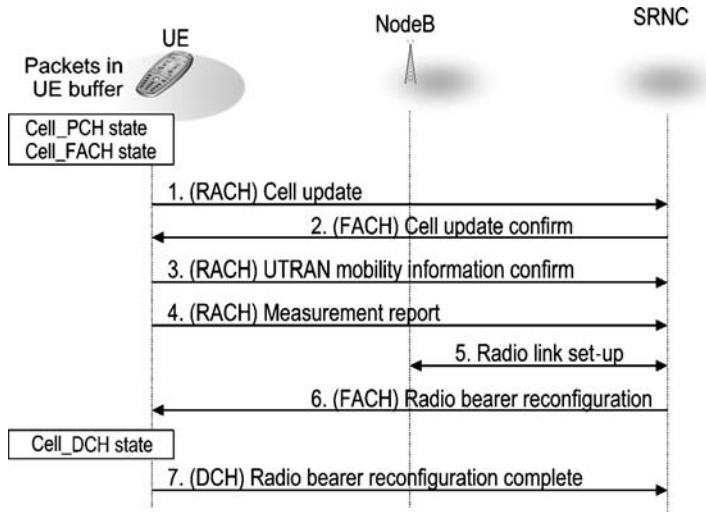 UE
NodeB
SRNC
Packets in
UE buffer
Cell_PCH state
Cell_FACH state
1. (RACH) Cell update
2. (FACH) Cell update confirm
3. (RACH) UTRAN mobility information confirm
4. (RACH) Measurement report
5. Radio link set-up
6. (FACH) Radio bearer reconfiguration
Cell_DCH state
7. (DCH) Radio bearer reconfiguration complete